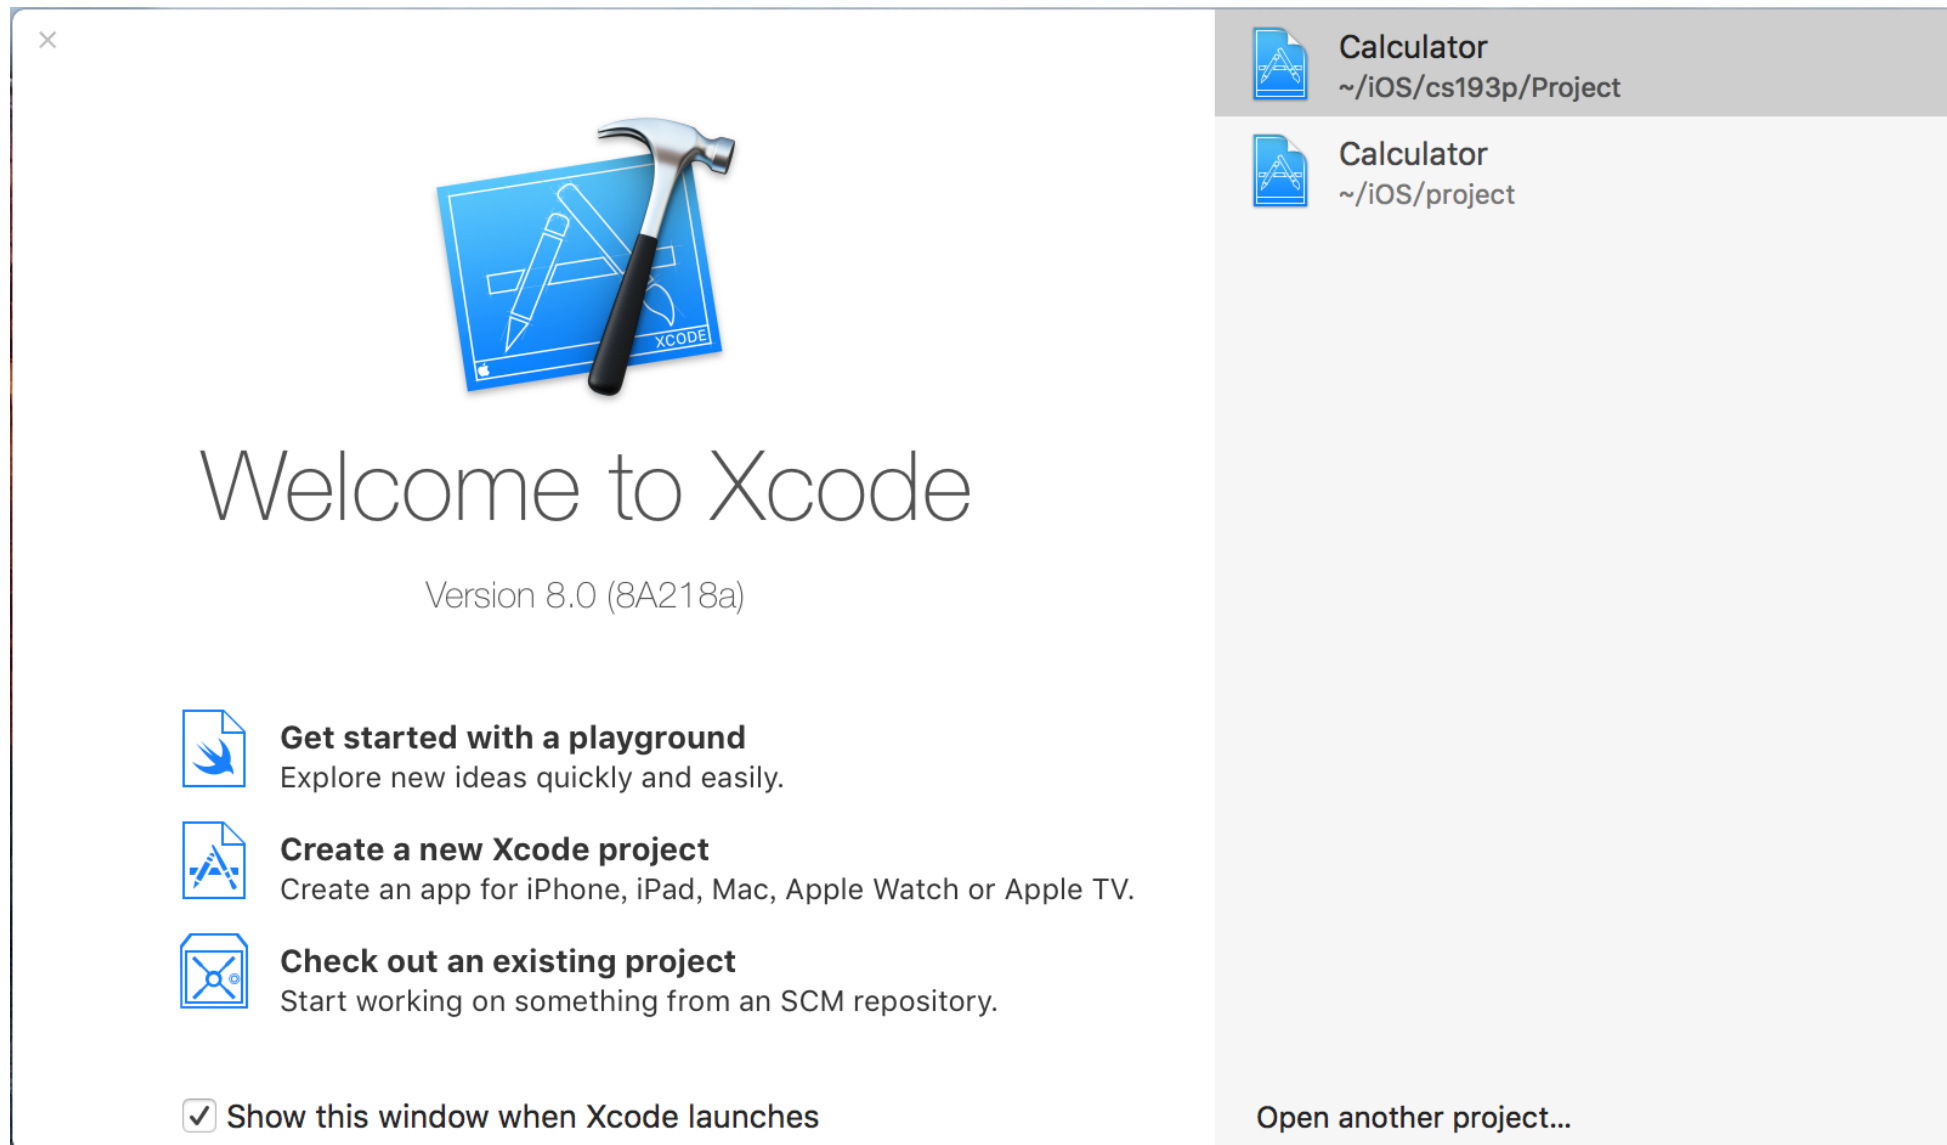 XCODE
Welcome to Xcode
Version 8.0 (8A218a)
Get started with a playground
Explore new ideas quickly and easily.
Create a new Xcode project
Create an app for iPhone, iPad, Mac, Apple Watch or Apple TV.
Check out an existing project
Start working on something from an SCM repository.
Show this window when Xcode launches
Calculator
~/iOS/cs193p/Project
Calculator
~/iOS/project
Open another project...